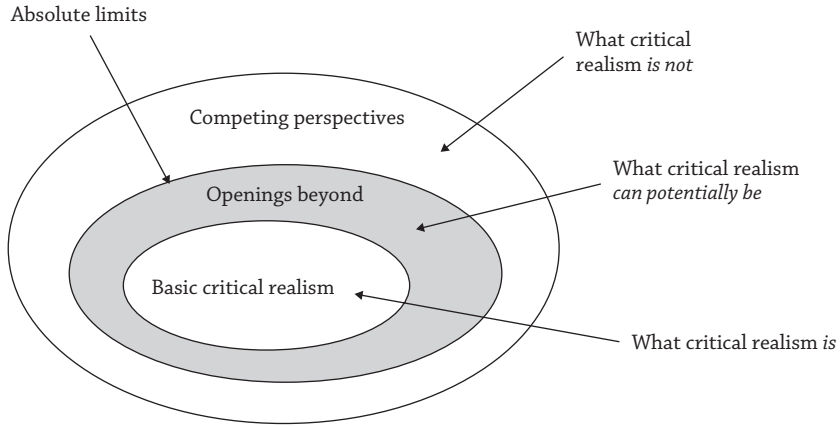 Absolute limits
What critical
realism is not
Competing perspectives
What critical realism
can potentially be
Openings beyond
Basic critical realism
What critical realism is